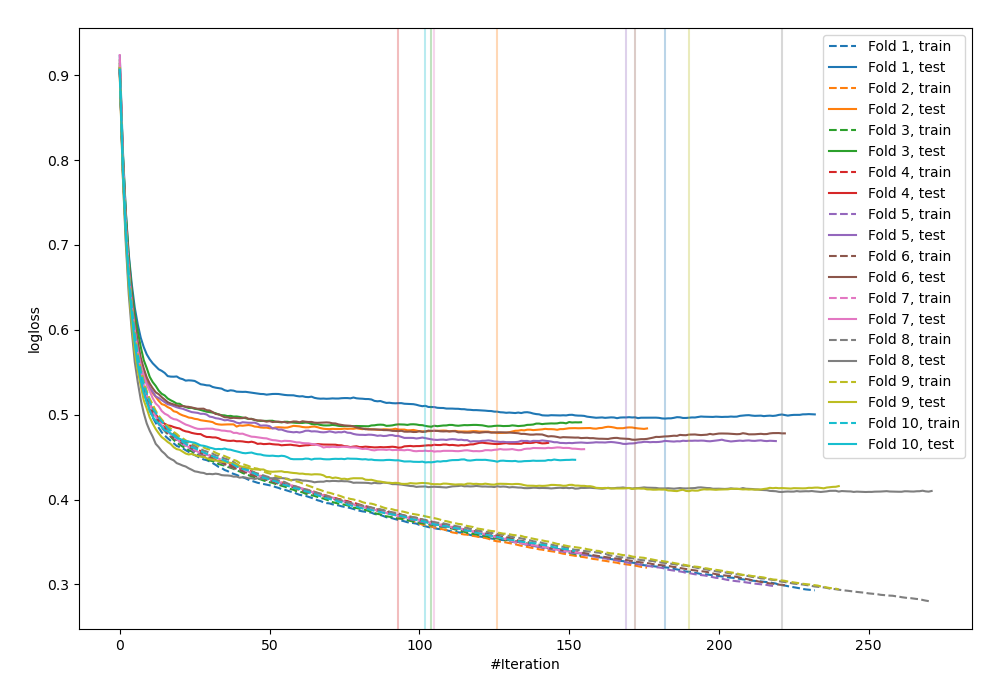 0.9
0.8
0.7
0.6
0.5
0.4
0.3
logloss
0
50
100
150
200
250
#Iteration
Fold 1, train
Fold 1, test
Fold 2, train
Fold 2, test
Fold 3, train
Fold 3, test
Fold 4, train
Fold 4, test
Fold 5, train
Fold 5, test
Fold 6, train
Fold 6, test
Fold 7, train
Fold 7, test
Fold 8, train
Fold 8, test
Fold 9, train
Fold 9, test
Fold 10, train
Fold 10, test